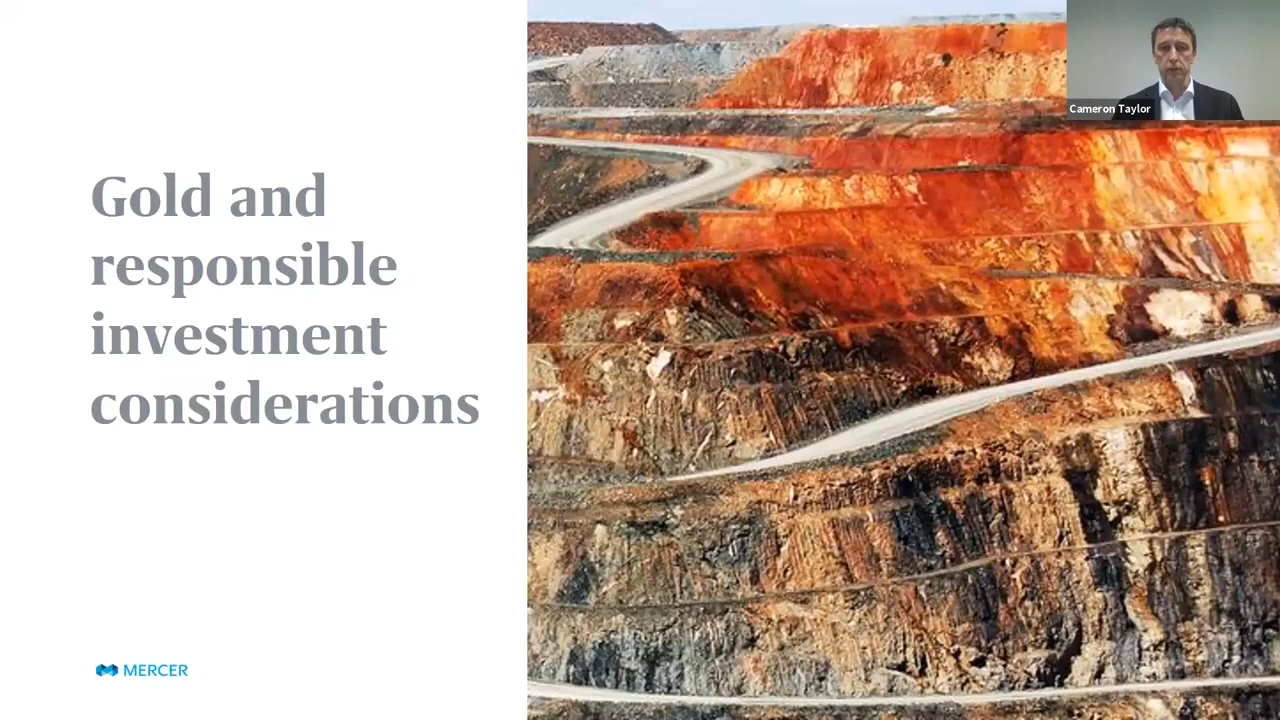 Gold and
responsible
investment
considerations
MERCER
Cameron Taylor